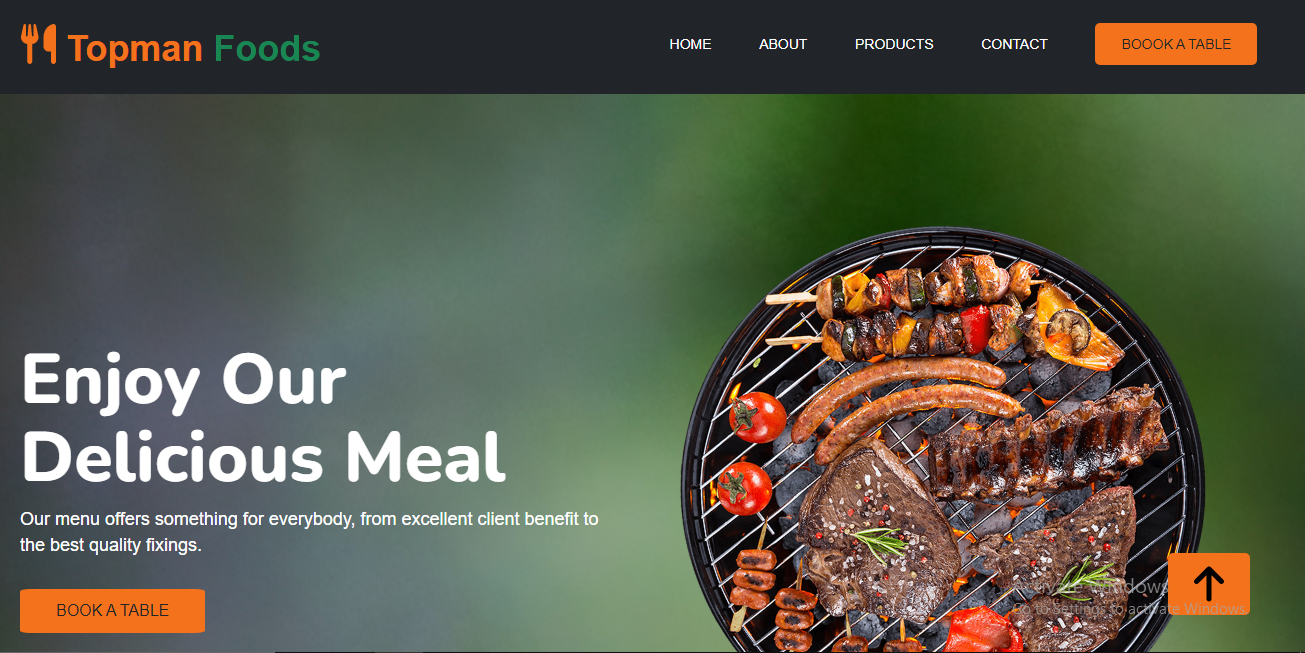 Topman Foods
HOME ABOUT PRODUCTS CONTACT BOOOK A TABLE
Enjoy Our
Delicious Meal
Our menu offers something for everybody, from excellent client benefit to
the best quality fixings.
BOOK A TABLE
Activate Windows
Go to Settings to activate Windows.